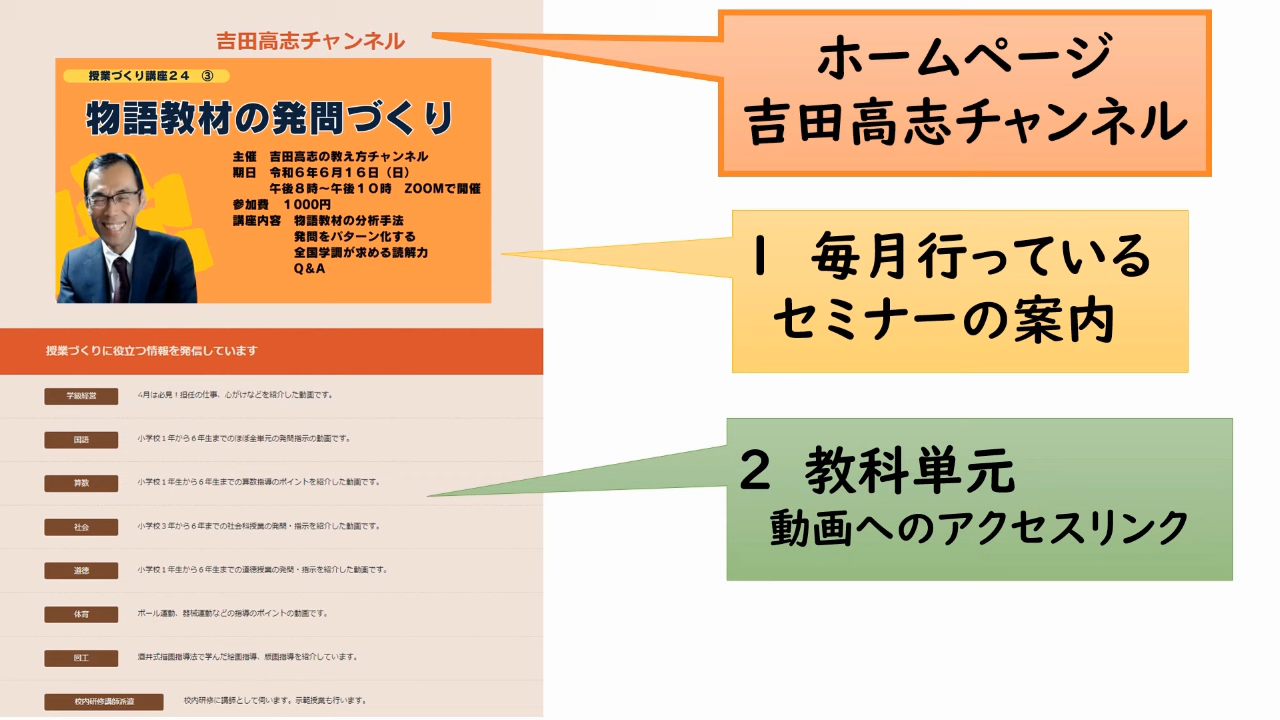 吉田高志チャンネル
授業づくり講座24 ③
物語教材の発問づくり
主催 吉田高志の教え方チャンネル
期日 令和6年6月16日(日)
午後8時~午後10時 ZOOMで開催
参加費 1000円
講座内容 物語教材の分析手法
発問をパターン化する
全国学調が求める読解力
Q&A
授業づくりに役立つ情報を発信しています
学級経営 4月は必見!担任の仕事、心がけなどを紹介した動画です。
国語 小学校1年から6年生までのほぼ全単元の発問指示の動画です。
算数 小学校1年生から6年生までの算数指導のポイントを紹介した動画です。
社会 小学校3年から6年までの社会科授業の発問・指示を紹介した動画です。
道徳 小学校1年生から6年生までの道徳授業の発問・指示を紹介した動画です。
体育 ボール運動、器械運動などの指導のポイントの動画です。
図工 酒井式描画指導法で学んだ絵画指導、版画指導を紹介しています。
校内研修講師派遣 校内研修に講師として伺います。示範授業も行います。
ホームページ
吉田高志チャンネル
1 毎月行っている
セミナーの案内
2 教科単元
動画へのアクセスリンク